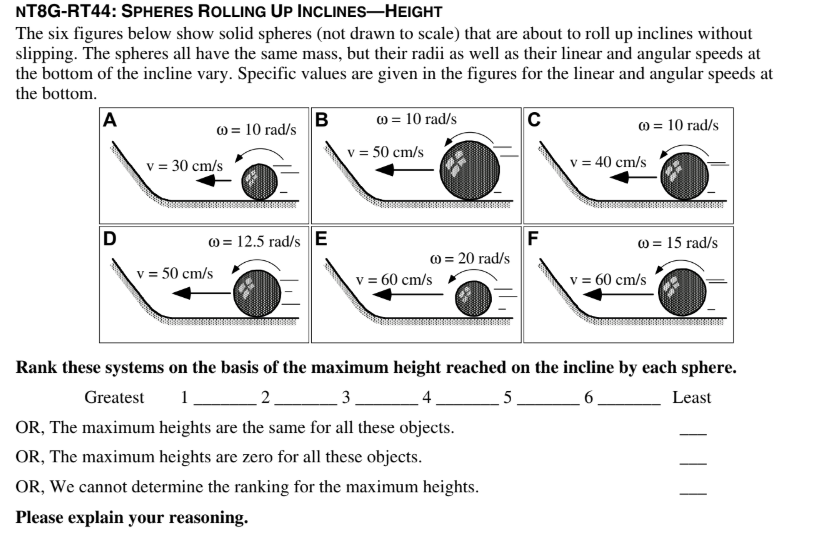 NT8G-RT44: SPHERES ROLLING UP INCLINES—HEIGHT
The six figures below show solid spheres (not drawn to scale) that are about to roll up inclines without
slipping. The spheres all have the same mass, but their radii as well as their linear and angular speeds at
the bottom of the incline vary. Specific values are given in the figures for the linear and angular speeds at
the bottom.
A
ω = 10 rad/s
v = 30 cm/s
B
ω = 10 rad/s
v = 50 cm/s
C
ω = 10 rad/s
v = 40 cm/s
D
ω = 12.5 rad/s
v = 50 cm/s
E
ω = 20 rad/s
v = 60 cm/s
F
ω = 15 rad/s
v = 60 cm/s
Rank these systems on the basis of the maximum height reached on the incline by each sphere.
Greatest 1 _______ 2 _______ 3 _______ 4 _______ 5 _______ 6 _______ Least
OR, The maximum heights are the same for all these objects. ___
OR, The maximum heights are zero for all these objects. ___
OR, We cannot determine the ranking for the maximum heights. ___
Please explain your reasoning.